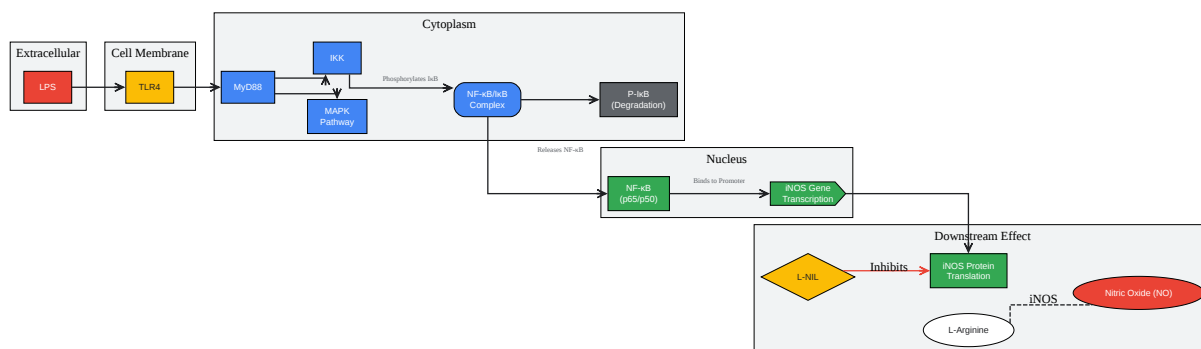 Cytoplasm
Extracellular
Cell Membrane
LPS
TLR4
MyD88
IKK
MAPK
Pathway
Phosphorylates IκB
NF-κB/IκB
Complex
P-IκB
(Degradation)
Releases NF-κB
Nucleus
NF-κB
(p65/p50)
Binds to Promoter
iNOS Gene
Transcription
Downstream Effect
L-NIL
Inhibits
iNOS Protein
Translation
L-Arginine
iNOS
Nitric Oxide (NO)